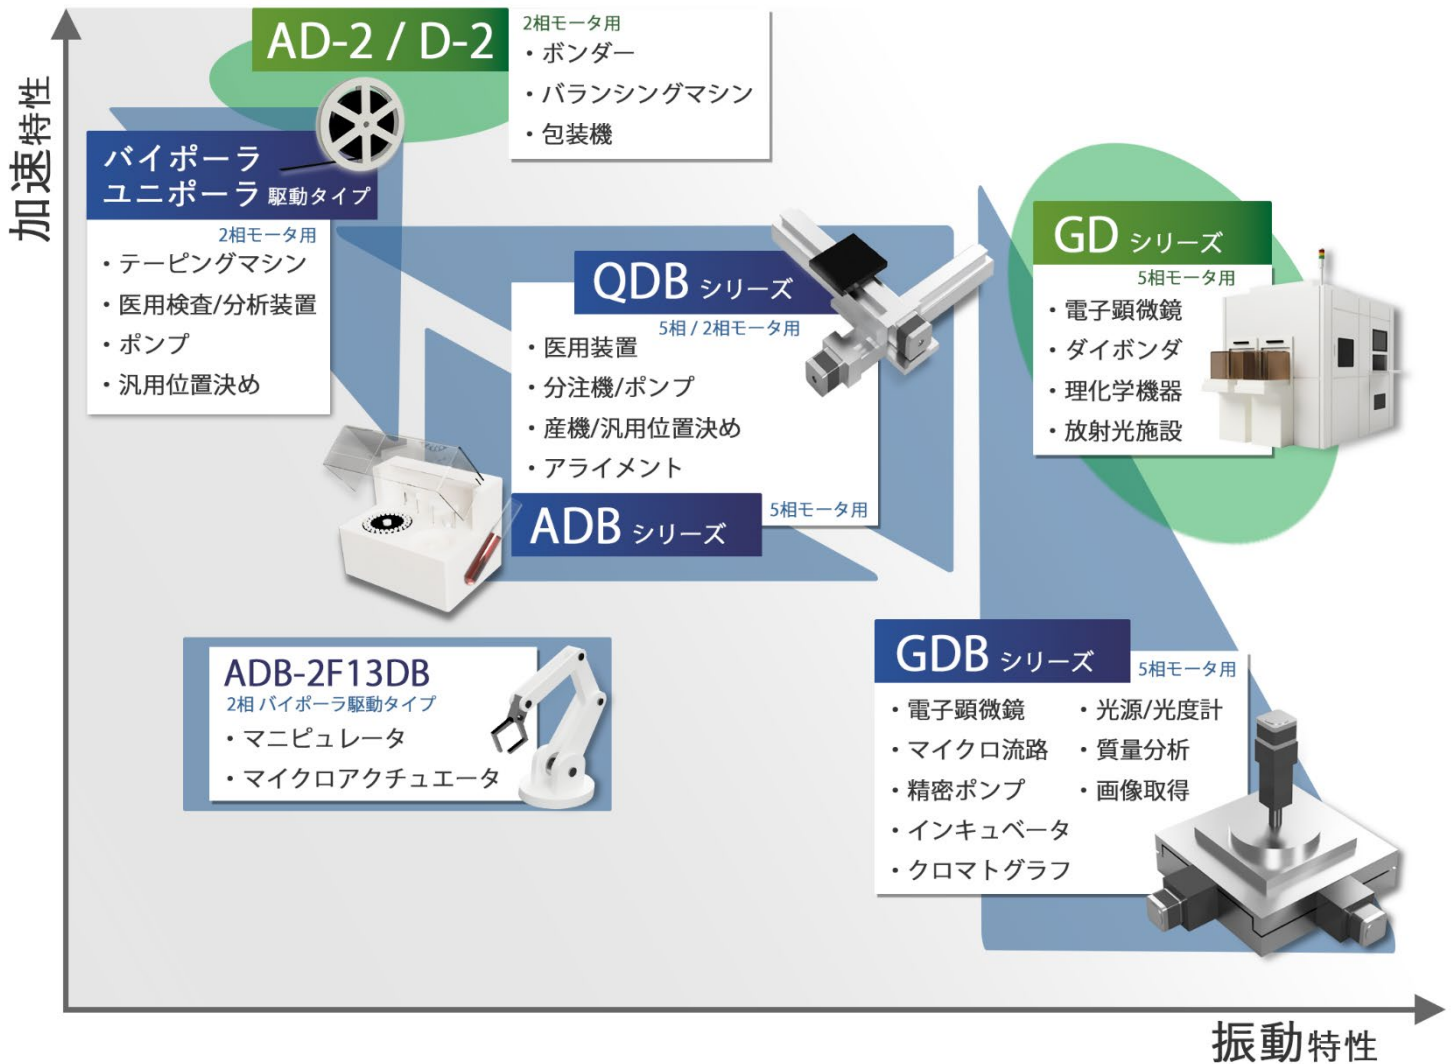 加速特性
AD-2 / D-2
2相モータ用
・ボンダー
・バランシングマシン
・包装機
バイポーラ
ユニポーラ 駆動タイプ
2相モータ用
・テーピングマシン
・医用検査/分析装置
・ポンプ
・汎用位置決め
QDB シリーズ
5相 / 2相モータ用
・医用装置
・分注機/ポンプ
・産機/汎用位置決め
・アライメント
ADB シリーズ
5相モータ用
GD シリーズ
5相モータ用
・電子顕微鏡
・ダイボンダ
・理化学機器
・放射光施設
ADB-2F13DB
2相 バイポーラ駆動タイプ
・マニピュレータ
・マイクロアクチュエータ
GDB シリーズ
5相モータ用
・電子顕微鏡
・マイクロ流路
・精密ポンプ
・インキュベータ
・クロマトグラフ
・光源/光度計
・質量分析
・画像取得
振動特性